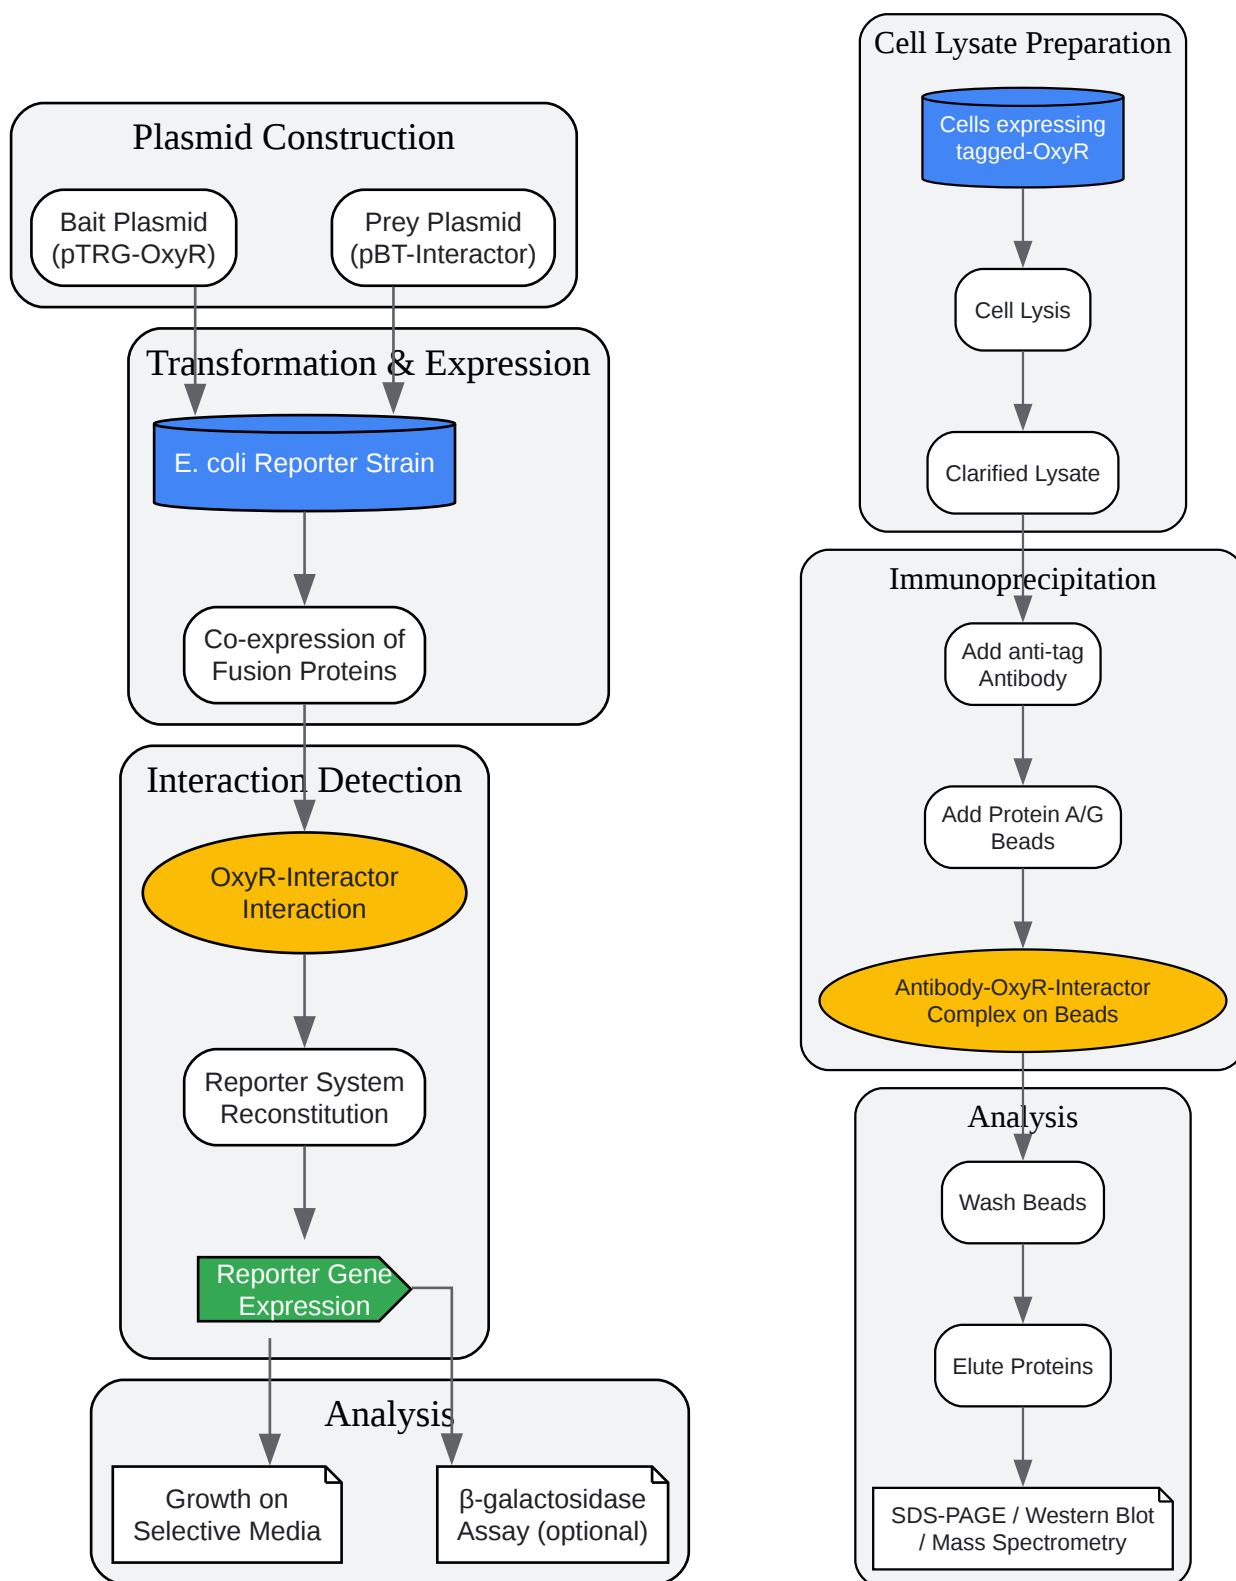 Plasmid Construction
Bait Plasmid
(pTRG-OxyR)
Prey Plasmid
(pBT-Interactor)
Transformation & Expression
E. coli Reporter Strain
Co-expression of
Fusion Proteins
Interaction Detection
OxyR-Interactor
Interaction
Reporter System
Reconstitution
Reporter Gene
Expression
Analysis
Growth on
Selective Media
β-galactosidase
Assay (optional)
Cell Lysate Preparation
Cells expressing
tagged-OxyR
Cell Lysis
Clarified Lysate
Immunoprecipitation
Add anti-tag
Antibody
Add Protein A/G
Beads
Antibody-OxyR-Interactor
Complex on Beads
Analysis
Wash Beads
Elute Proteins
SDS-PAGE / Western Blot
/ Mass Spectrometry